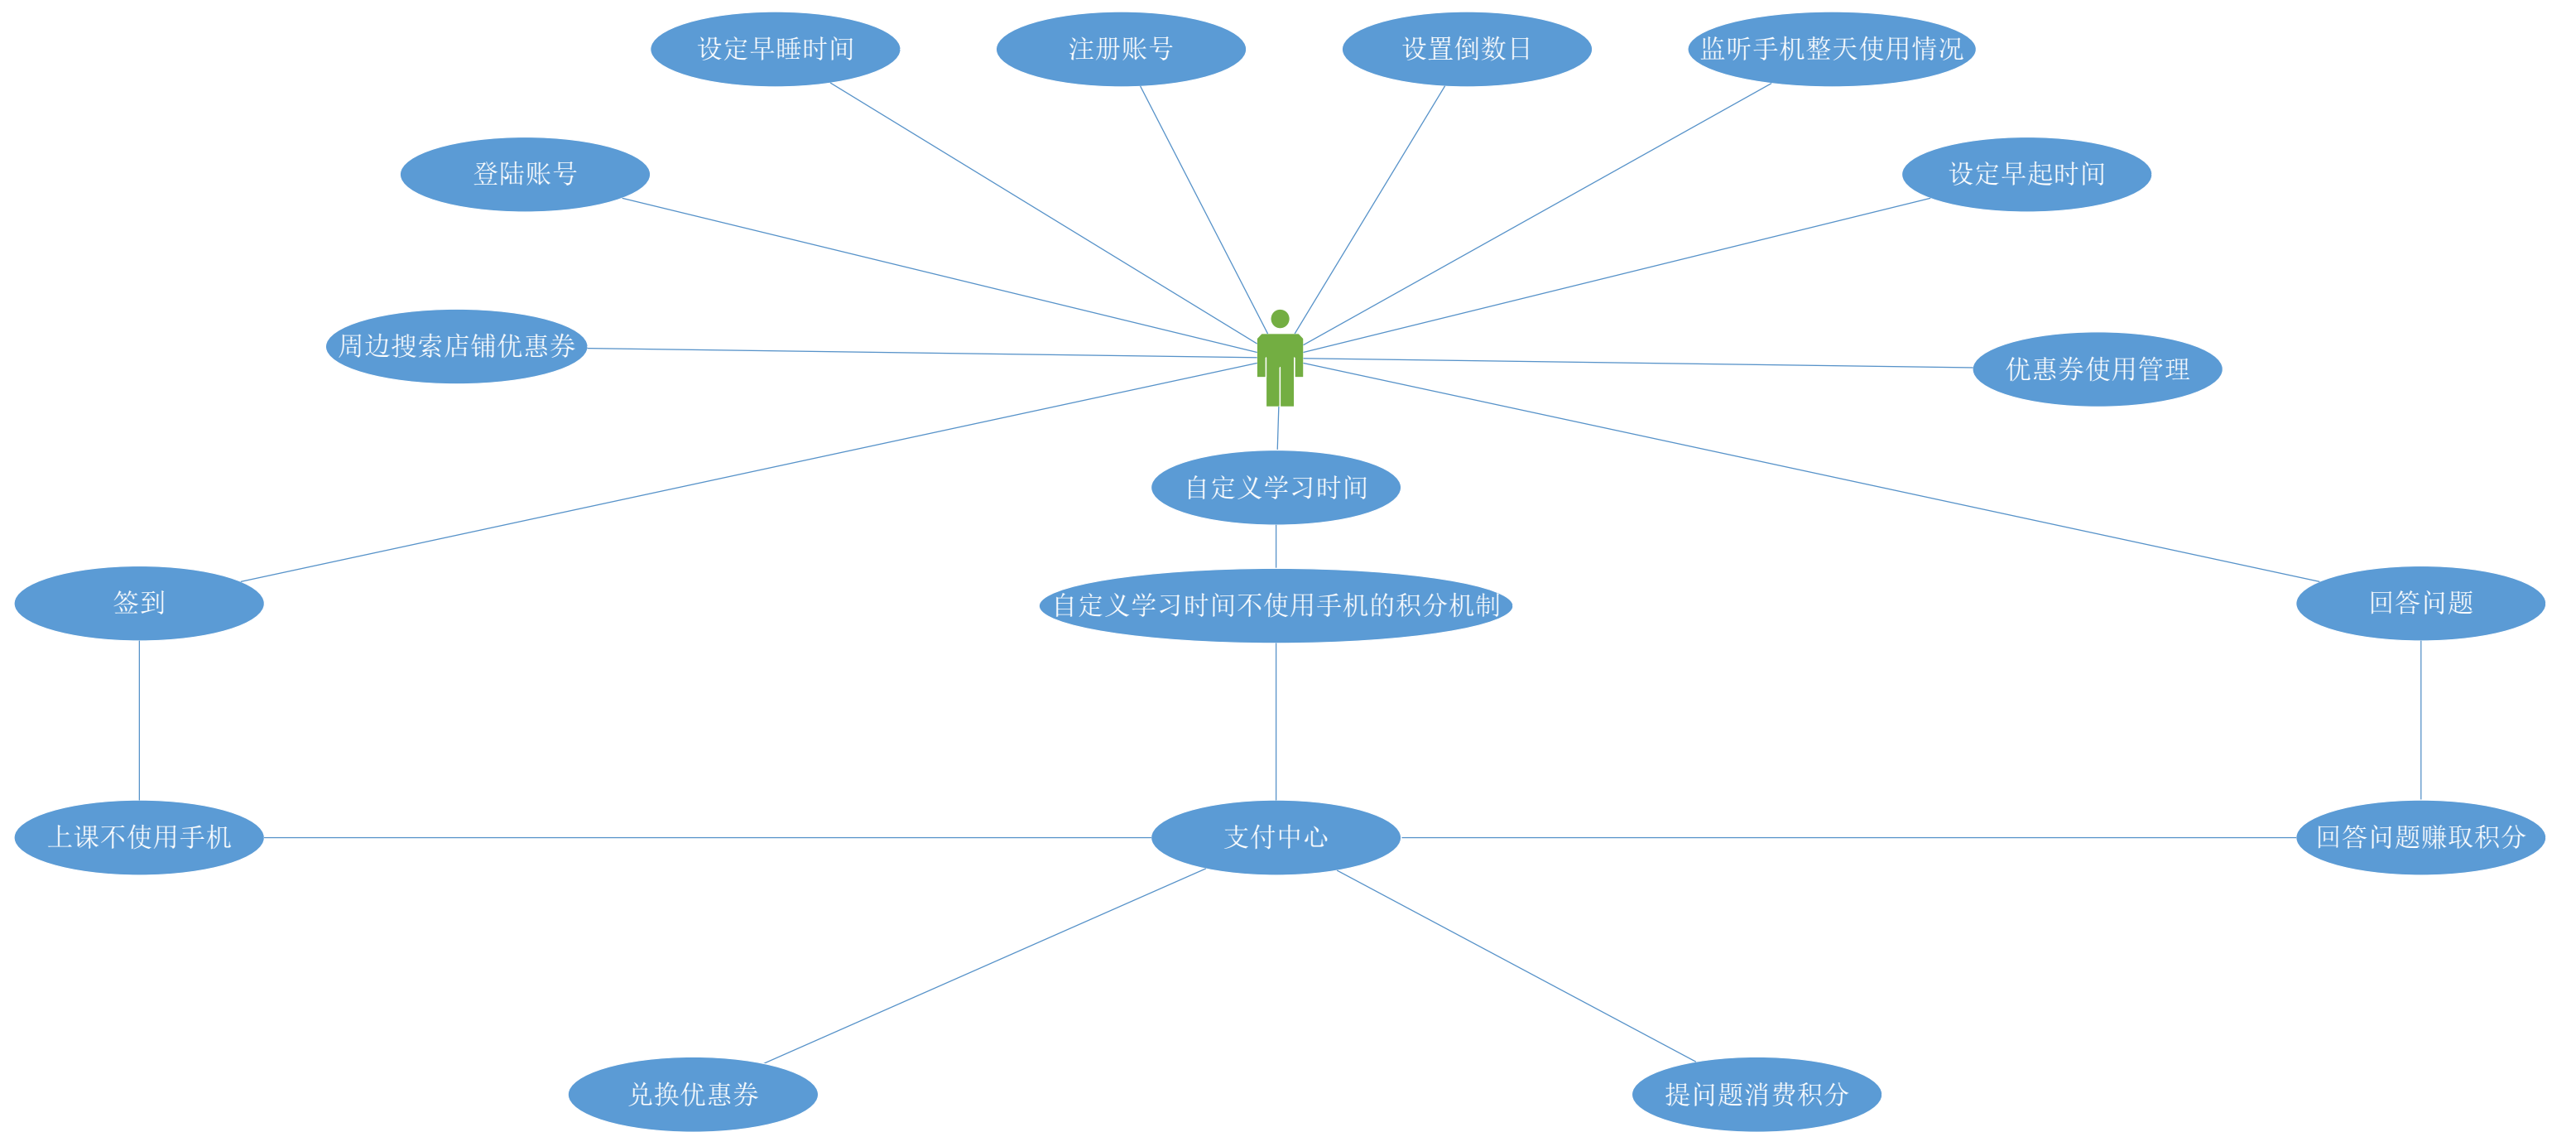 设定早睡时间
注册账号
设置倒数日
监听手机整天使用情况
登陆账号
设定早起时间
周边搜索店铺优惠券
优惠券使用管理
自定义学习时间
签到
自定义学习时间不使用手机的积分机制
回答问题
上课不使用手机
支付中心
回答问题赚取积分
兑换优惠券
提问题消费积分